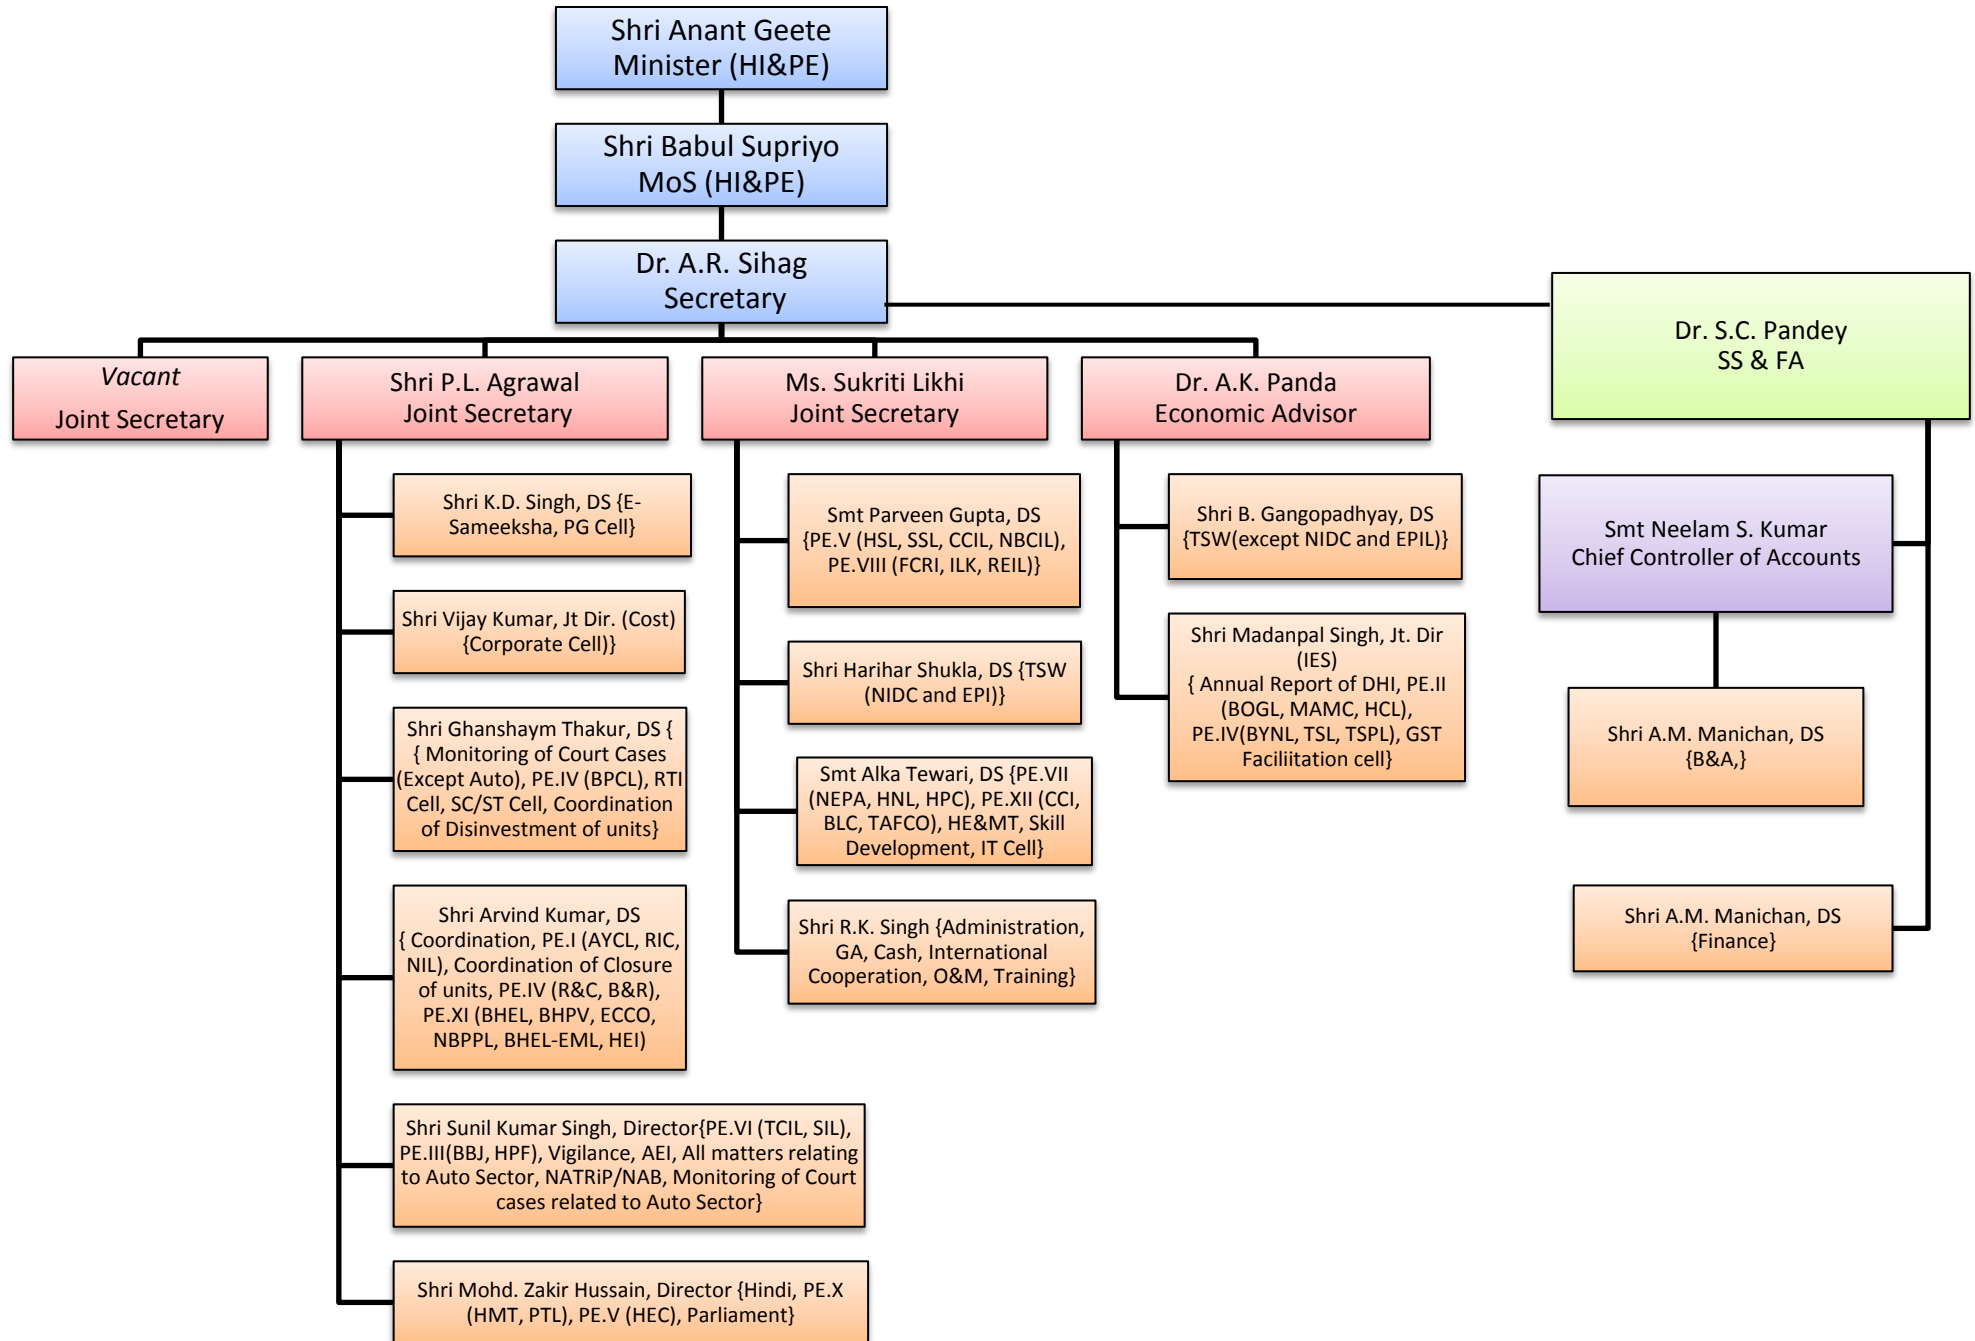 Shri Anant Geete
Minister (HI&PE)
Shri Babul Supriyo
MoS (HI&PE)
Dr. A.R. Sihag
Secretary
Dr. S.C. Pandey
SS & FA
Vacant
Joint Secretary
Shri P.L. Agrawal
Joint Secretary
Ms. Sukriti Likhi
Joint Secretary
Dr. A.K. Panda
Economic Advisor
Shri K.D. Singh, DS {E-
Sameeksha, PG Cell}
Shri Vijay Kumar, Jt Dir. (Cost)
{Corporate Cell)}
Shri Ghanshaym Thakur, DS {
{ Monitoring of Court Cases
(Except Auto), PE.IV (BPCL), RTI
Cell, SC/ST Cell, Coordination
of Disinvestment of units}
Shri Arvind Kumar, DS
{ Coordination, PE.I (AYCL, RIC,
NIL), Coordination of Closure
of units, PE.IV (R&C, B&R),
PE.XI (BHEL, BHPV, ECCO,
NBPPL, BHEL-EML, HEI)
Shri Sunil Kumar Singh, Director{PE.VI (TCIL, SIL),
PE.III(BBJ, HPF), Vigilance, AEI, All matters relating
to Auto Sector, NATRiP/NAB, Monitoring of Court
cases related to Auto Sector}
Shri Mohd. Zakir Hussain, Director {Hindi, PE.X
(HMT, PTL), PE.V (HEC), Parliament}
Smt Parveen Gupta, DS
{PE.V (HSL, SSL, CCIL, NBCIL),
PE.VIII (FCRI, ILK, REIL)}
Shri Harihar Shukla, DS {TSW
(NIDC and EPI)}
Smt Alka Tewari, DS {PE.VII
(NEPA, HNL, HPC), PE.XII (CCI,
BLC, TAFCO), HE&MT, Skill
Development, IT Cell}
Shri R.K. Singh {Administration,
GA, Cash, International
Cooperation, O&M, Training}
Shri B. Gangopadhyay, DS
{TSW(except NIDC and EPIL)}
Shri Madanpal Singh, Jt. Dir
(IES)
{ Annual Report of DHI, PE.II
(BOGL, MAMC, HCL),
PE.IV(BYNL, TSL, TSPL), GST
Faciliitation cell}
Smt Neelam S. Kumar
Chief Controller of Accounts
Shri A.M. Manichan, DS
{B&A,}
Shri A.M. Manichan, DS
{Finance}